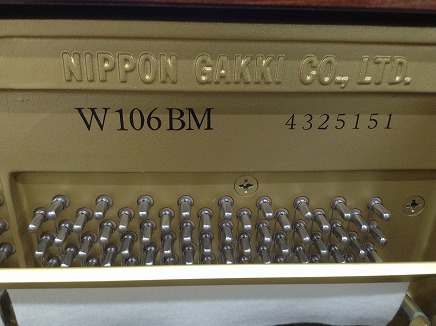 NIPPON GAKKI CO., LTD.
W106BM 4325151